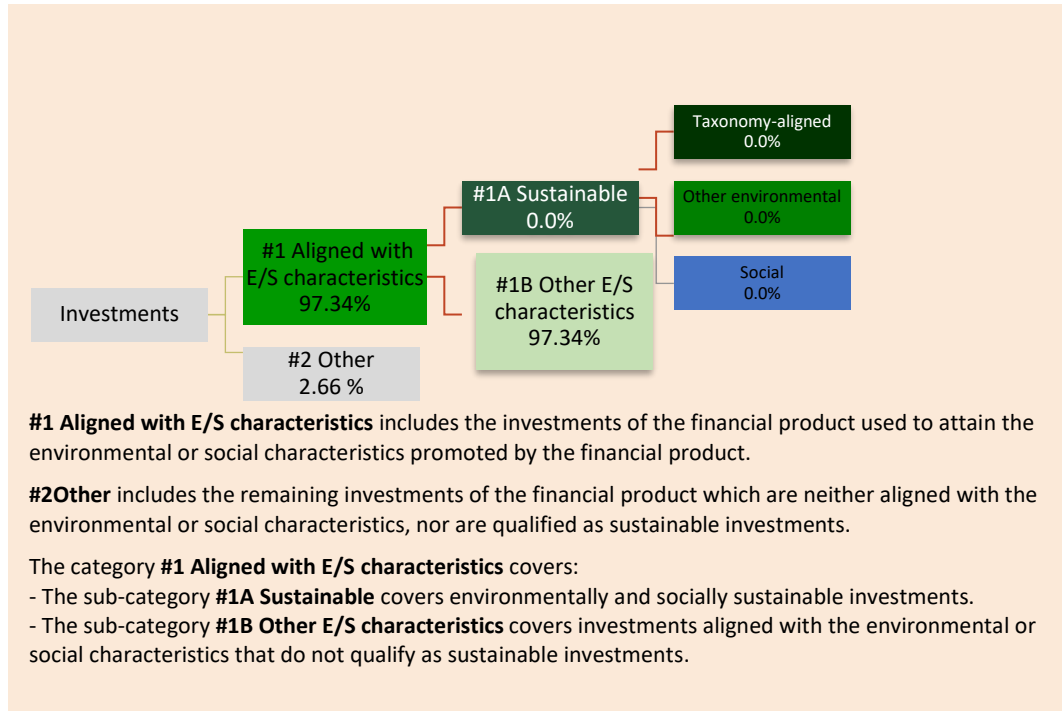 Taxonomy-aligned
0.0%
#1A Sustainable
0.0%
Other environmental
0.0%
#1 Aligned with
E/S characteristics
97.34%
#1B Other E/S
characteristics
97.34%
Social
0.0%
Investments
#2 Other
2.66 %
#1 Aligned with E/S characteristics includes the investments of the financial product used to attain the
environmental or social characteristics promoted by the financial product.
#2Other includes the remaining investments of the financial product which are neither aligned with the
environmental or social characteristics, nor are qualified as sustainable investments.
The category #1 Aligned with E/S characteristics covers:
- The sub-category #1A Sustainable covers environmentally and socially sustainable investments.
- The sub-category #1B Other E/S characteristics covers investments aligned with the environmental or
social characteristics that do not qualify as sustainable investments.